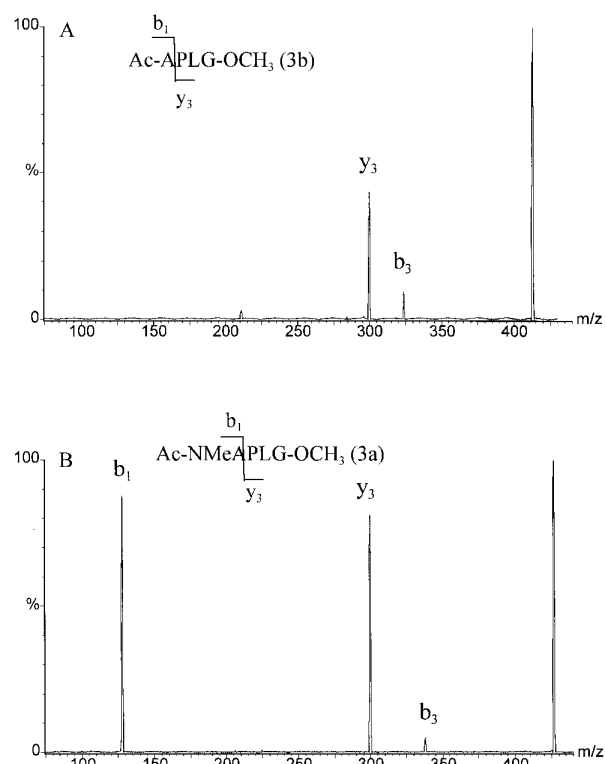 100
A
b₁
Ac-APLG-OCH₃ (3b)
y₃
%
y₃
b₃
0
100 150 200 250 300 350 400 m/z
b₁
100
B
b₁
Ac-NMeAPLG-OCH₃ (3a)
y₃
y₃
%
b₃
0
100 150 200 250 300 350 400 m/z